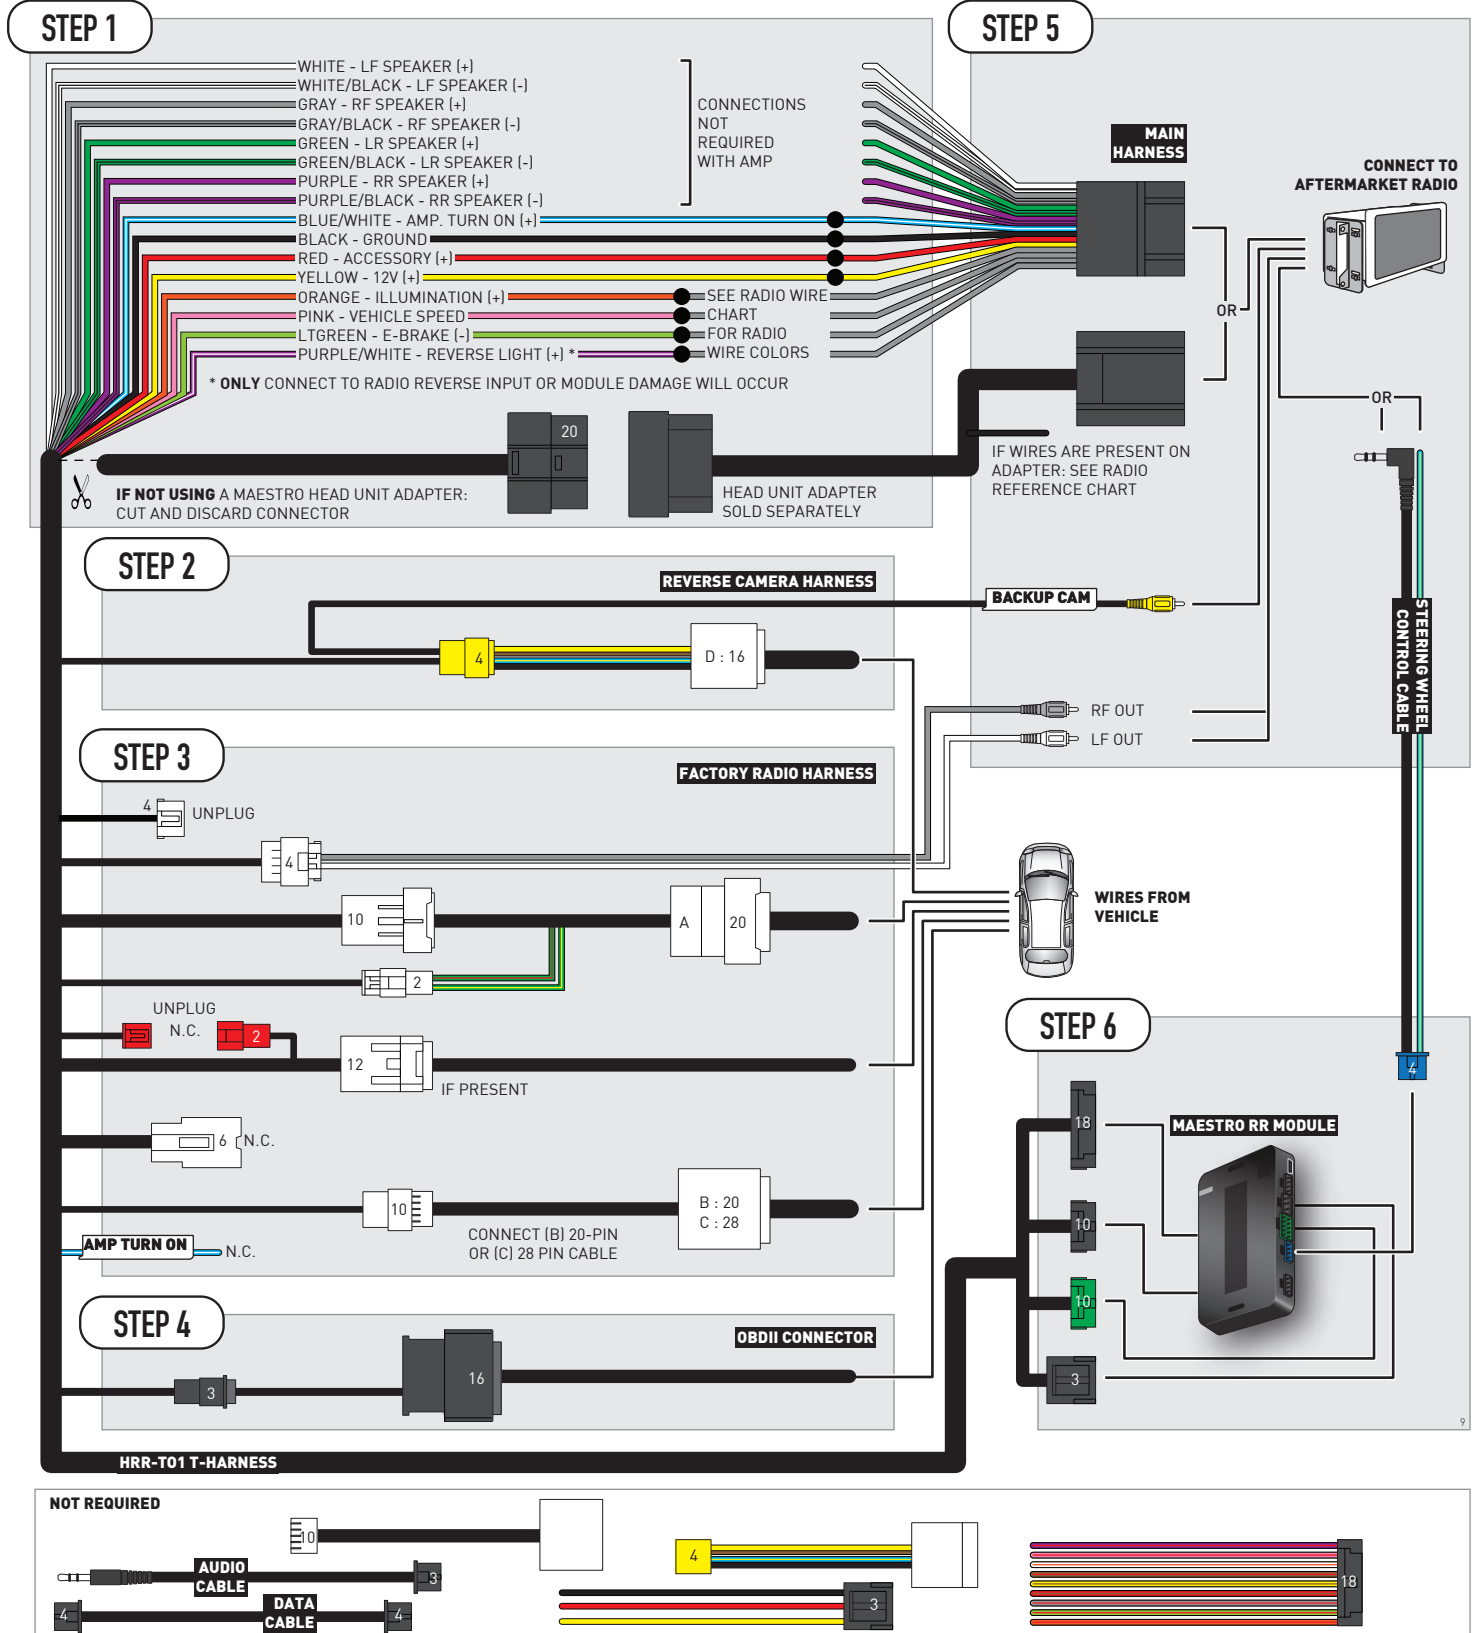 STEP 1
WHITE - LF SPEAKER (+)
WHITE/BLACK - LF SPEAKER (-)
GRAY - RF SPEAKER (+)
GRAY/BLACK - RF SPEAKER (-)
GREEN - LR SPEAKER (+)
GREEN/BLACK - LR SPEAKER (-)
PURPLE - RR SPEAKER (+)
PURPLE/BLACK - RR SPEAKER (-)
BLUE/WHITE - AMP. TURN ON (+)
BLACK - GROUND
RED - ACCESSORY (+)
YELLOW - 12V (+)
ORANGE - ILLUMINATION (+)
PINK - VEHICLE SPEED
LTGREEN - E-BRAKE (-)
PURPLE/WHITE - REVERSE LIGHT (+) *
CONNECTIONS
NOT
REQUIRED
WITH AMP
SEE RADIO WIRE
CHART
FOR RADIO
WIRE COLORS
* ONLY CONNECT TO RADIO REVERSE INPUT OR MODULE DAMAGE WILL OCCUR
20
IF NOT USING A MAESTRO HEAD UNIT ADAPTER:
CUT AND DISCARD CONNECTOR
HEAD UNIT ADAPTER
SOLD SEPARATELY
STEP 5
MAIN
HARNESS
CONNECT TO
AFTERMARKET RADIO
OR
OR
IF WIRES ARE PRESENT ON
ADAPTER: SEE RADIO
REFERENCE CHART
BACKUP CAM
STEERING WHEEL
CONTROL CABLE
RF OUT
LF OUT
STEP 2
REVERSE CAMERA HARNESS
4
D : 16
STEP 3
FACTORY RADIO HARNESS
4
UNPLUG
4
10
A
20
2
UNPLUG
N.C.
2
12
IF PRESENT
6
N.C.
10
B : 20
C : 28
CONNECT (B) 20-PIN
OR (C) 28 PIN CABLE
AMP TURN ON
N.C.
WIRES FROM
VEHICLE
STEP 4
OBDII CONNECTOR
3
16
HRR-TO1 T-HARNESS
STEP 6
4
18
MAESTRO RR MODULE
10
10
3
9
NOT REQUIRED
10
AUDIO
CABLE
3
4
DATA
CABLE
4
4
3
18